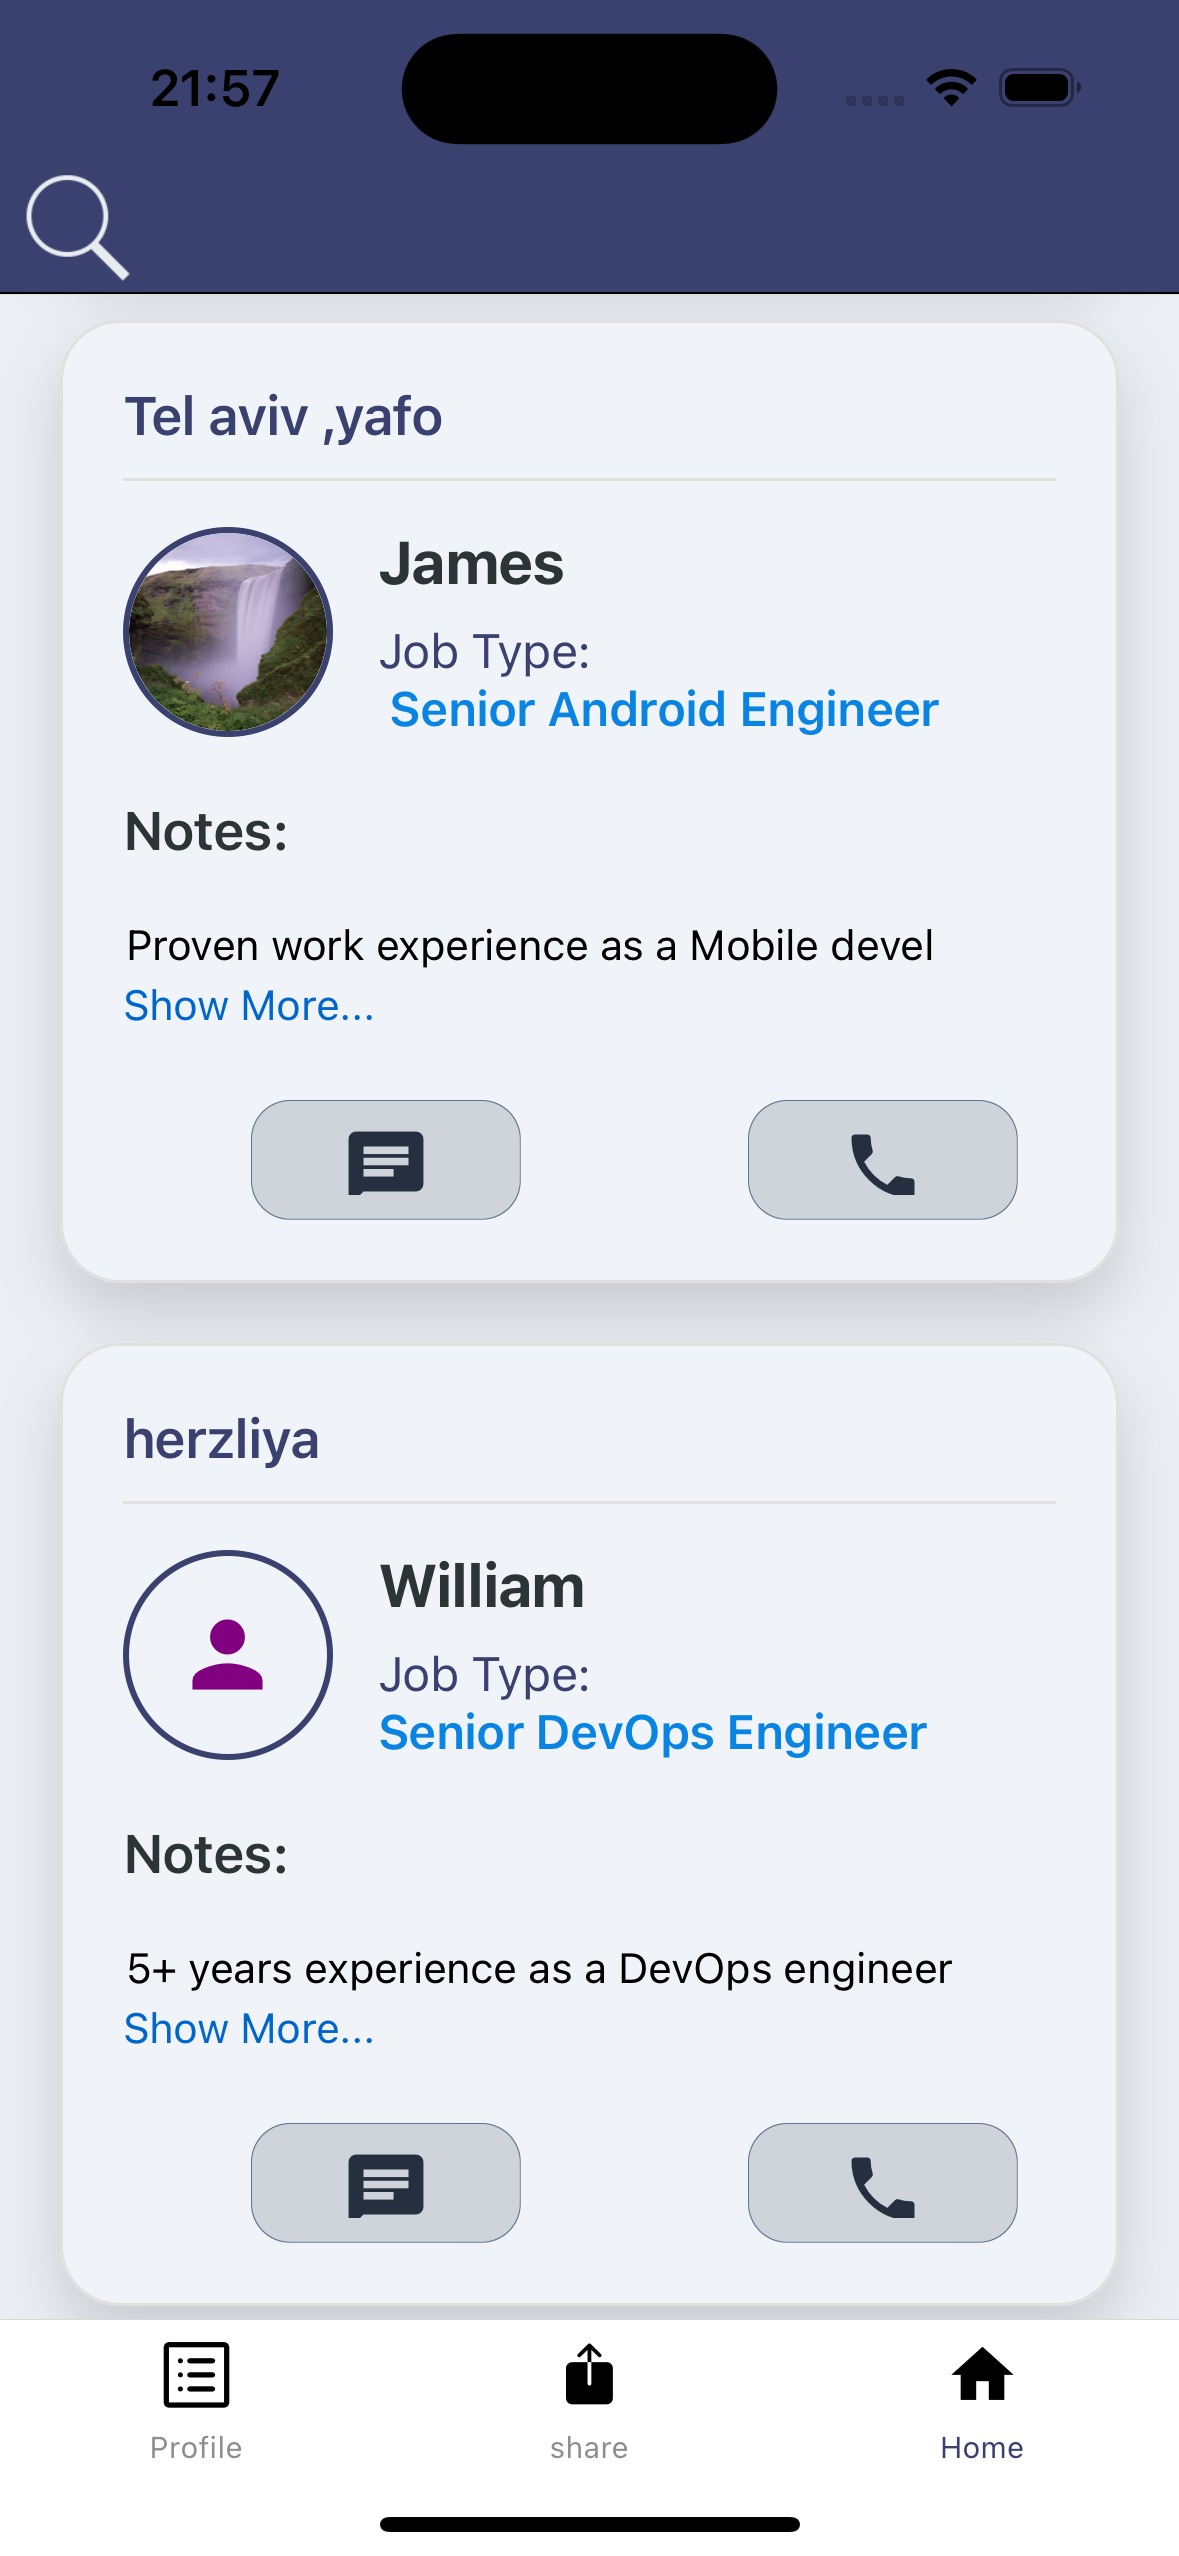 21:57
Tel aviv ,yafo
James
Job Type:
Senior Android Engineer
Notes:
Proven work experience as a Mobile devel
Show More...
herzliya
William
Job Type:
Senior DevOps Engineer
Notes:
5+ years experience as a DevOps engineer
Show More...
Profile
share
Home